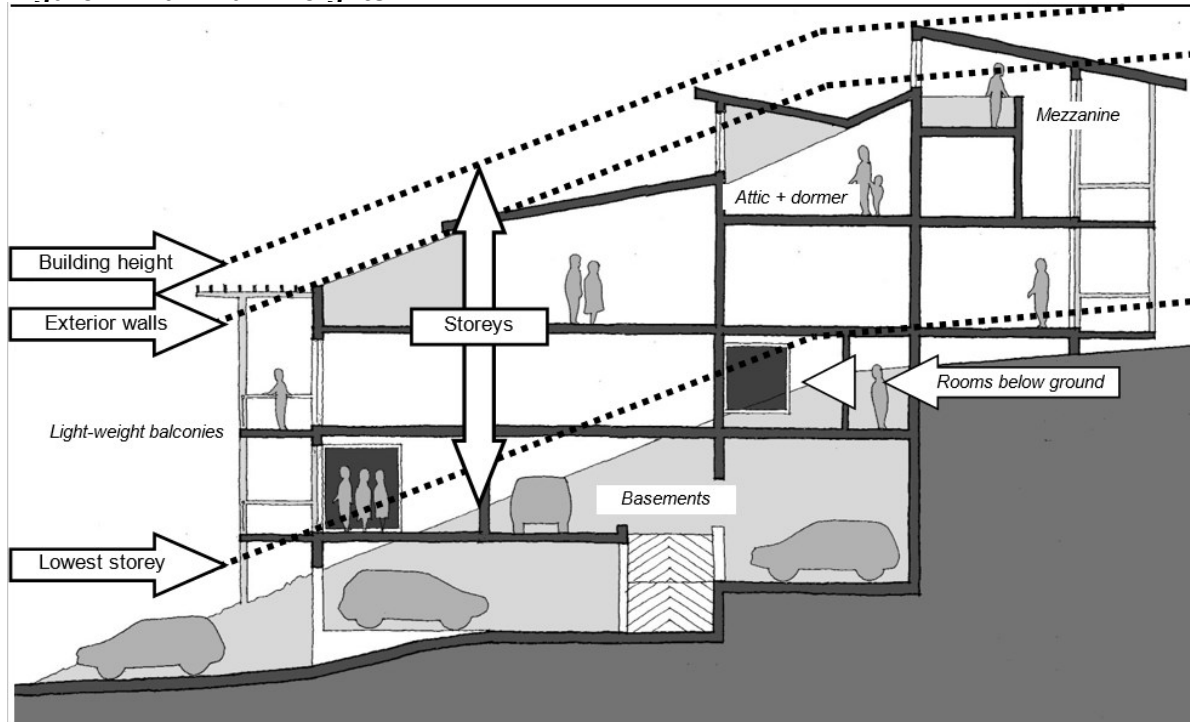 Mezzanine
Attic + dormer
Building height
Exterior walls
Storeys
Rooms below ground
Light-weight balconies
Basements
Lowest storey